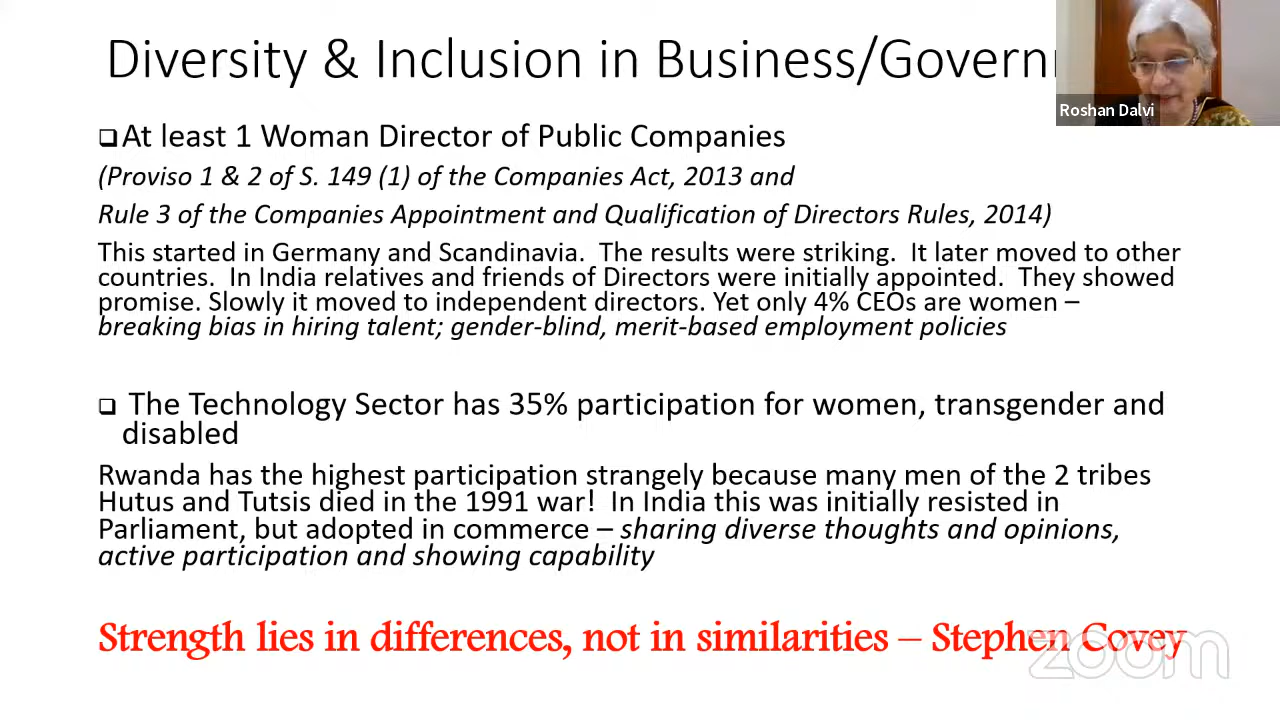 Diversity & Inclusion in Business/Governm
Roshan Dalvi
At least 1 Woman Director of Public Companies
(Proviso 1 & 2 of S. 149 (1) of the Companies Act, 2013 and
Rule 3 of the Companies Appointment and Qualification of Directors Rules, 2014)
This started in Germany and Scandinavia. The results were striking. It later moved to other
countries. In India relatives and friends of Directors were initially appointed. They showed
promise. Slowly it moved to independent directors. Yet only 4% CEOs are women –
breaking bias in hiring talent; gender-blind, merit-based employment policies
The Technology Sector has 35% participation for women, transgender and
disabled
Rwanda has the highest participation strangely because many men of the 2 tribes
Hutus and Tutsis died in the 1991 war! In India this was initially resisted in
Parliament, but adopted in commerce – sharing diverse thoughts and opinions,
active participation and showing capability
Strength lies in differences, not in similarities – Stephen Covey
zoom